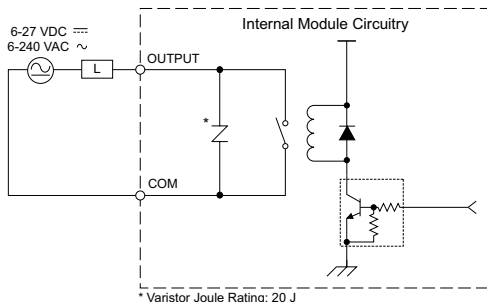 Internal Module Circuitry
6-27 VDC ⎓
6-240 VAC ∿
L
OUTPUT
*
COM
* Varistor Joule Rating: 20 J